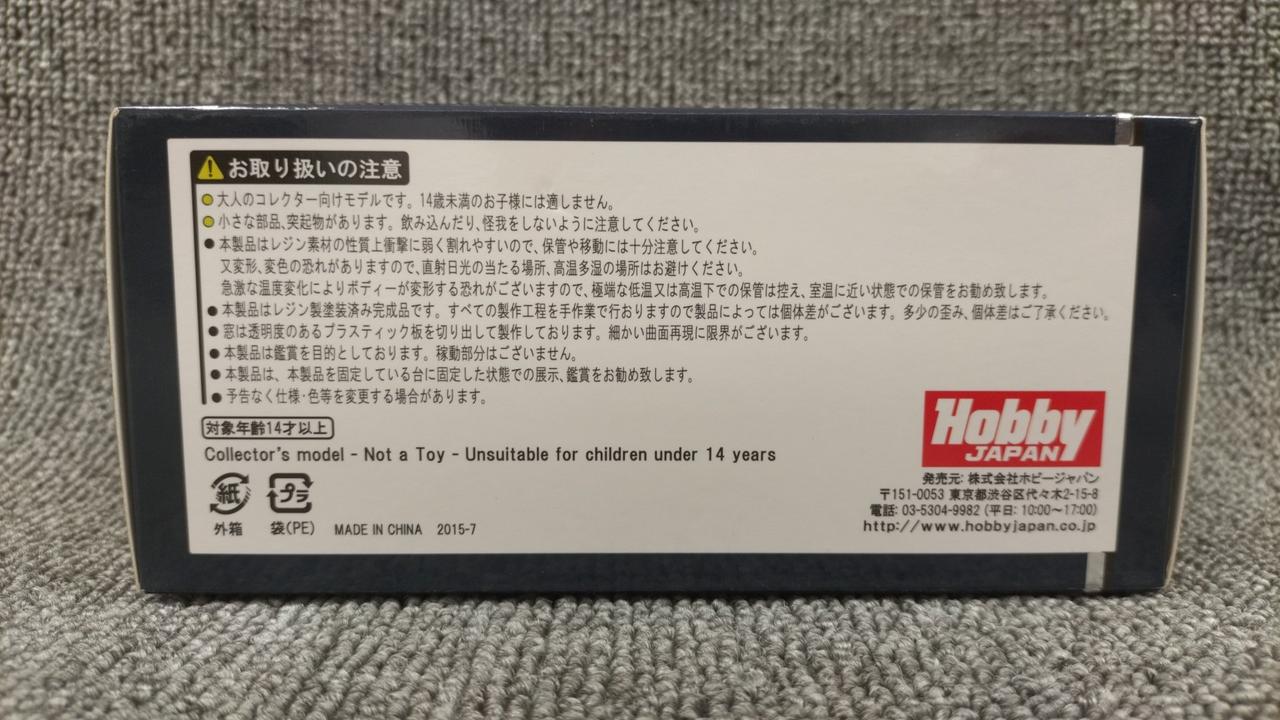 お取り扱いの注意
大人のコレクター向けモデルです。14歳未満のお子様には適しません。
小さな部品、突起物があります。飲み込んだり、怪我をしないように注意してください。
本製品はレジン素材の性質上衝撃に弱く割れやすいので、保管や移動には十分注意してください。
又変形、変色の恐れがありますので、直射日光の当たる場所、高温多湿の場所はお避けください。
急激な温度変化によりボディーが変形する恐れがございますので、極端な低温又は高温下での保管は控え、室温に近い状態での保管をお勧め致します。
本製品はレジン製塗装済み完成品です。すべての製作工程を手作業で行おりますので製品によっては個体差がございます。多少の歪み、個体差はご了承ください。
窓は透明度のあるプラスティック板を切り出して製作しております。細かい曲面再現に限界がございます。
本製品は鑑賞を目的としております。稼動部分はございません。
本製品は、本製品を固定している台に固定した状態での展示、鑑賞をお勧め致します。
予告なく仕様・色等を変更する場合があります。
対象年齢14才以上
Collector's model - Not a Toy - Unsuitable for children under 14 years
紙 プラ
外箱 袋(PE) MADE IN CHINA 2015-7
Hobby
JAPAN
発売元: 株式会社ホビージャパン
〒151-0053 東京都渋谷区代々木2-15-8
電話: 03-5304-9982 (平日: 10:00〜17:00)
http://www.hobbyjapan.co.jp